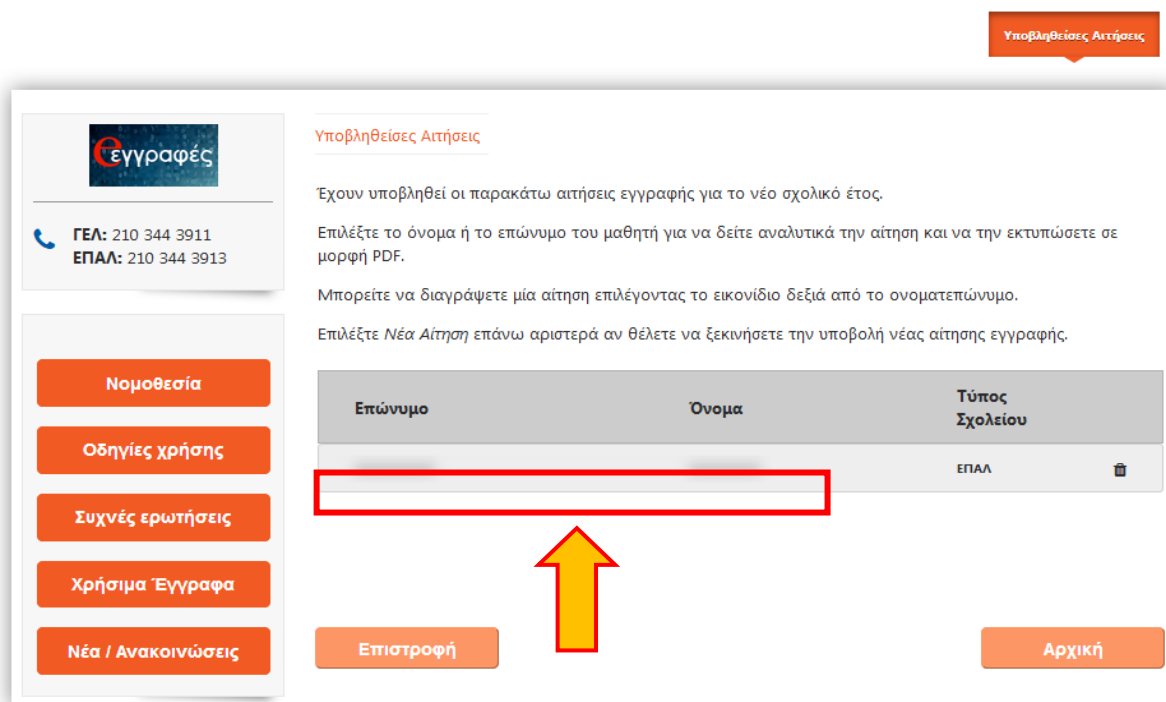 Υποβληθείσες Αιτήσεις
eεγγραφές
ΓΕΛ: 210 344 3911
ΕΠΑΛ: 210 344 3913
Νομοθεσία
Οδηγίες χρήσης
Συχνές ερωτήσεις
Χρήσιμα Έγγραφα
Νέα / Ανακοινώσεις
Υποβληθείσες Αιτήσεις
Έχουν υποβληθεί οι παρακάτω αιτήσεις εγγραφής για το νέο σχολικό έτος.
Επιλέξτε το όνομα ή το επώνυμο του μαθητή για να δείτε αναλυτικά την αίτηση και να την εκτυπώσετε σε
μορφή PDF.
Μπορείτε να διαγράψετε μία αίτηση επιλέγοντας το εικονίδιο δεξιά από το ονοματεπώνυμο.
Επιλέξτε Νέα Αίτηση επάνω αριστερά αν θέλετε να ξεκινήσετε την υποβολή νέας αίτησης εγγραφής.
Επώνυμο Όνομα Τύπος
Σχολείου
ΕΠΑΛ
Επιστροφή Αρχική